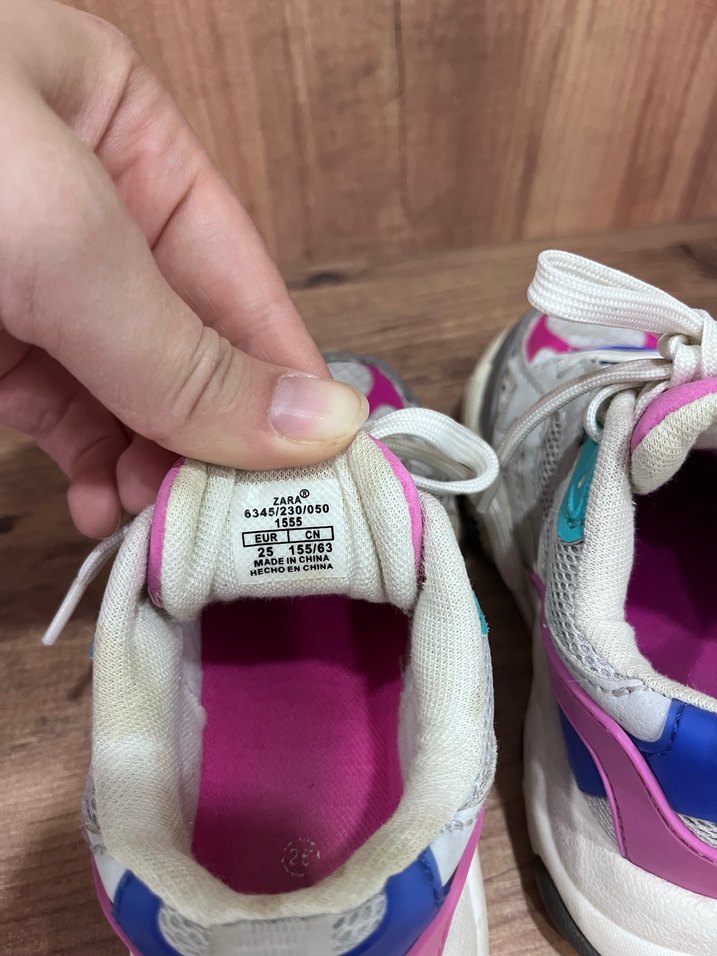 ZARA®
6345/230/050
1555
EUR CN
25 155/63
MADE IN CHINA
HECHO EN CHINA